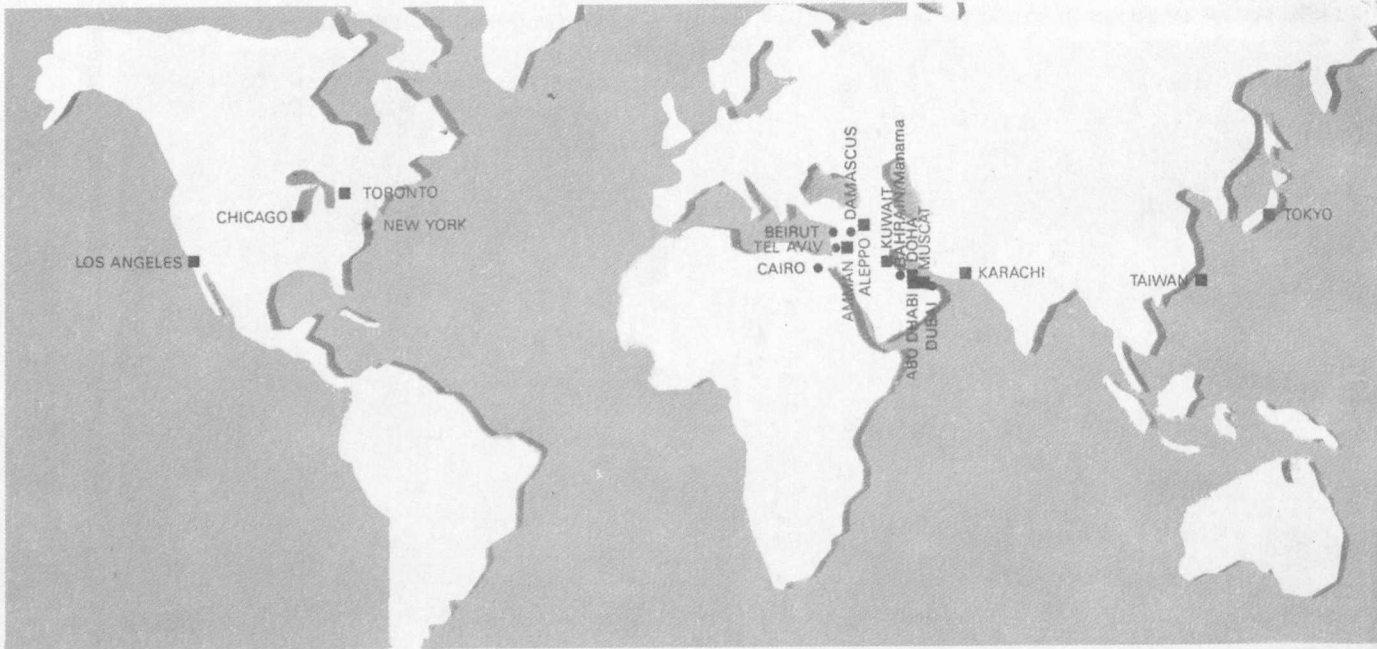 TORONTO
CHICAGO
NEW YORK
LOS ANGELES
BEIRUT
TEL AVIV
CAIRO
DAMASCUS
AMMAN
ALEPPO
KUWAIT
BAHRAIN/Manama
DOHA
MUSCAT
ABU DHABI
DUBAI
KARACHI
TAIWAN
TOKYO